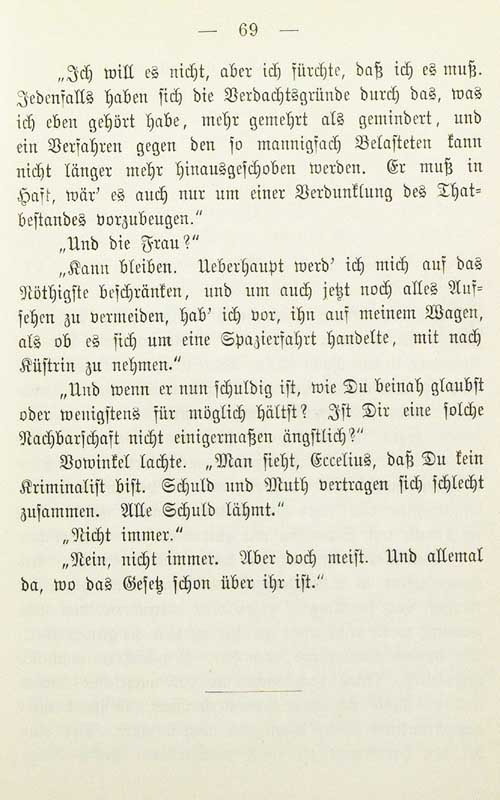 — 69 —
„Ich will es nicht, aber ich fürchte, daß ich es muß.
Jedenfalls haben sich die Verdachtsgründe durch das, was
ich eben gehört habe, mehr gemehrt als gemindert, und
ein Verfahren gegen den so mannigfach Belasteten kann
nicht länger mehr hinausgeschoben werden. Er muß in
Haft, wär' es auch nur um einer Verdunklung des That-
bestandes vorzubeugen.“
„Und die Frau?“
„Kann bleiben. Ueberhaupt werd' ich mich auf das
Nöthigste beschränken, und um auch jetzt noch alles Auf-
sehen zu vermeiden, hab' ich vor, ihn auf meinem Wagen,
als ob es sich um eine Spazierfahrt handelte, mit nach
Küstrin zu nehmen.“
„Und wenn er nun schuldig ist, wie Du beinah glaubst
oder wenigstens für möglich hältst? Ist Dir eine solche
Nachbarschaft nicht einigermaßen ängstlich?“
Vowinkel lachte. „Man sieht, Eccelius, daß Du kein
Kriminalist bist. Schuld und Muth vertragen sich schlecht
zusammen. Alle Schuld lähmt.“
„Nicht immer.“
„Nein, nicht immer. Aber doch meist. Und allemal
da, wo das Gesetz schon über ihr ist.“